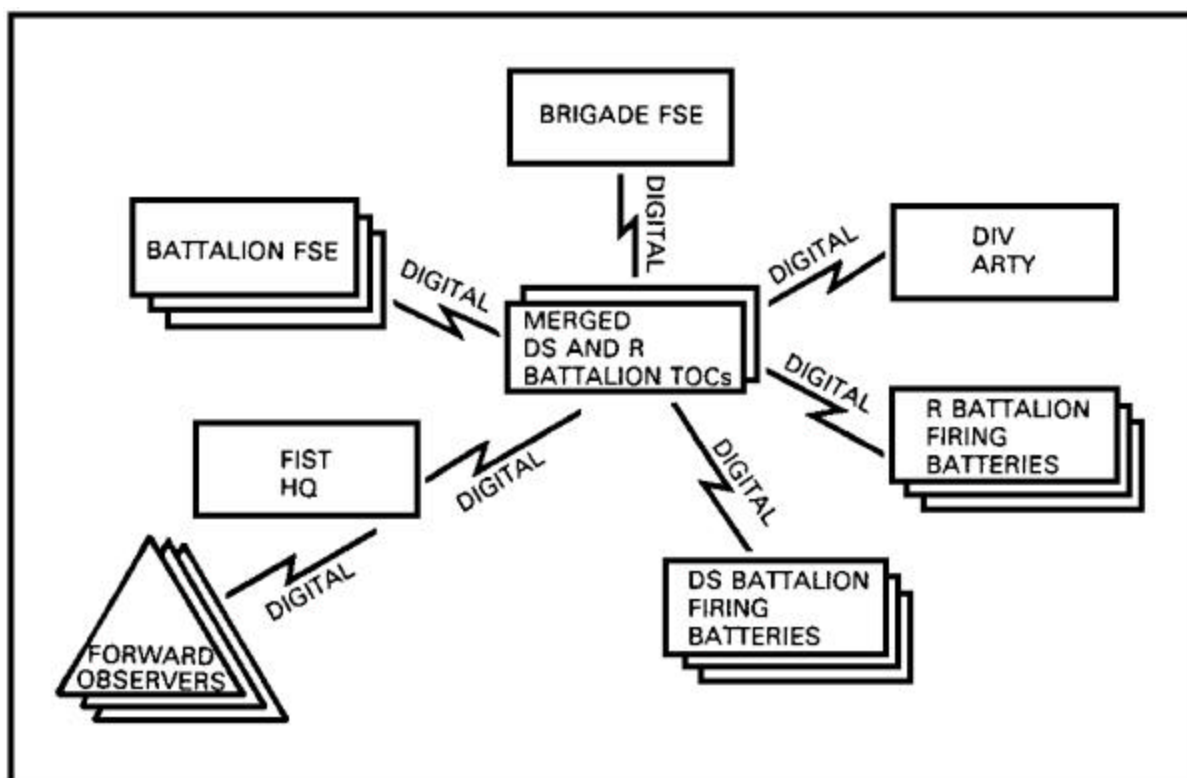 BRIGADE FSE
DIGITAL
BATTALION FSE
DIGITAL
DIGITAL
DIV
ARTY
MERGED
DS AND R
BATTALION TOCs
DIGITAL
R BATTALION
FIRING
BATTERIES
FIST
HQ
DIGITAL
DIGITAL
DIGITAL
DS BATTALION
FIRING
BATTERIES
FORWARD
OBSERVERS